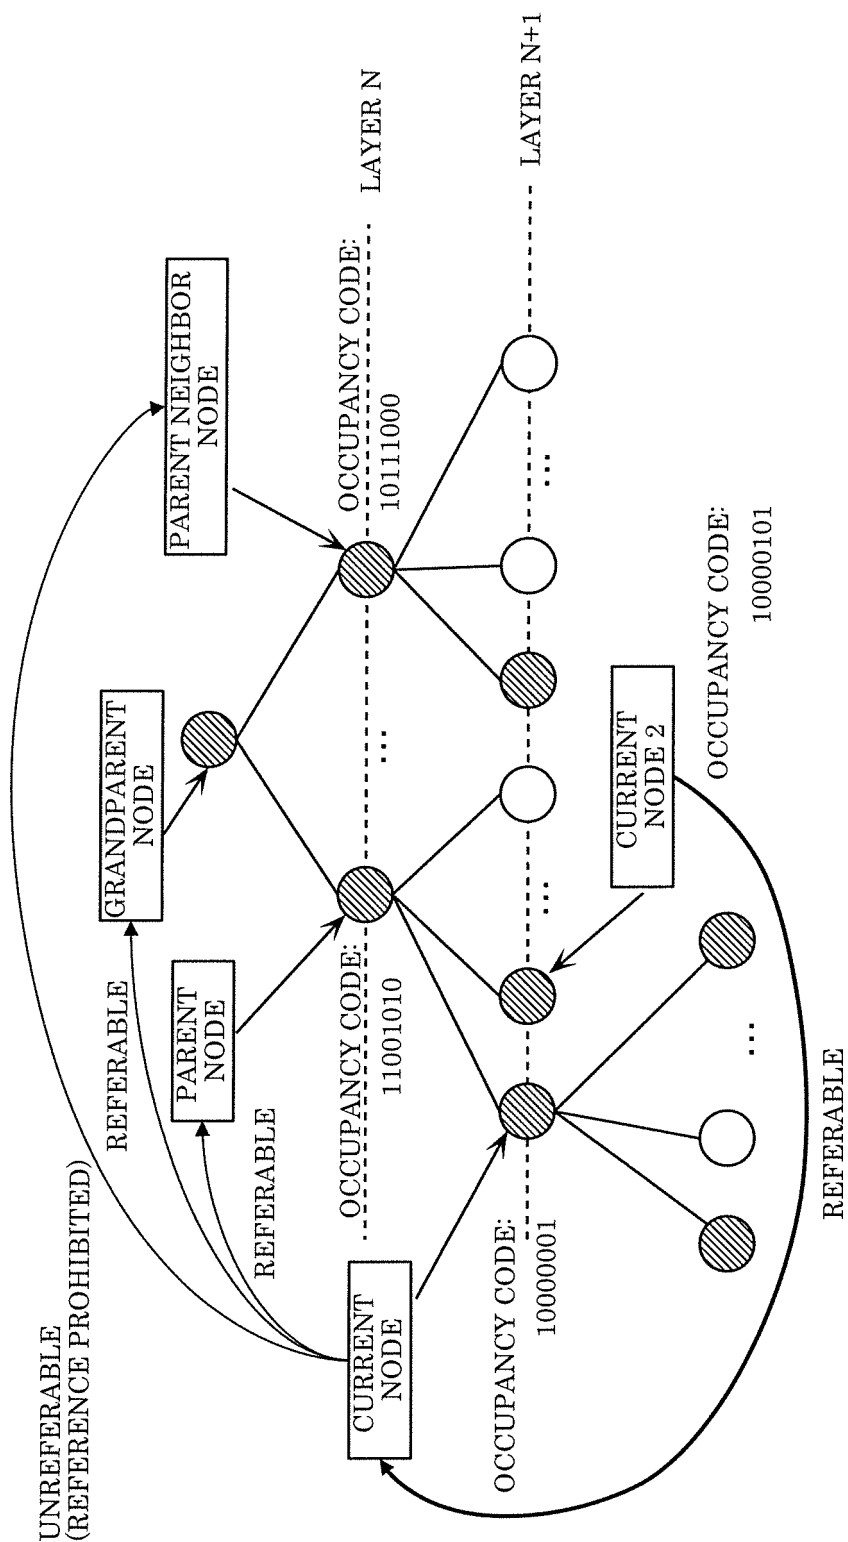 UNREFERABLE
(REFERENCE PROHIBITED)
REFERABLE
GRANDPARENT
NODE
PARENT NEIGHBOR
NODE
REFERABLE
PARENT
NODE
CURRENT
NODE
OCCUPANCY CODE:
11001010
...
OCCUPANCY CODE:
10111000
LAYER N
OCCUPANCY CODE:
10000001
...
...
LAYER N+1
CURRENT
NODE 2
OCCUPANCY CODE:
10000101
...
REFERABLE